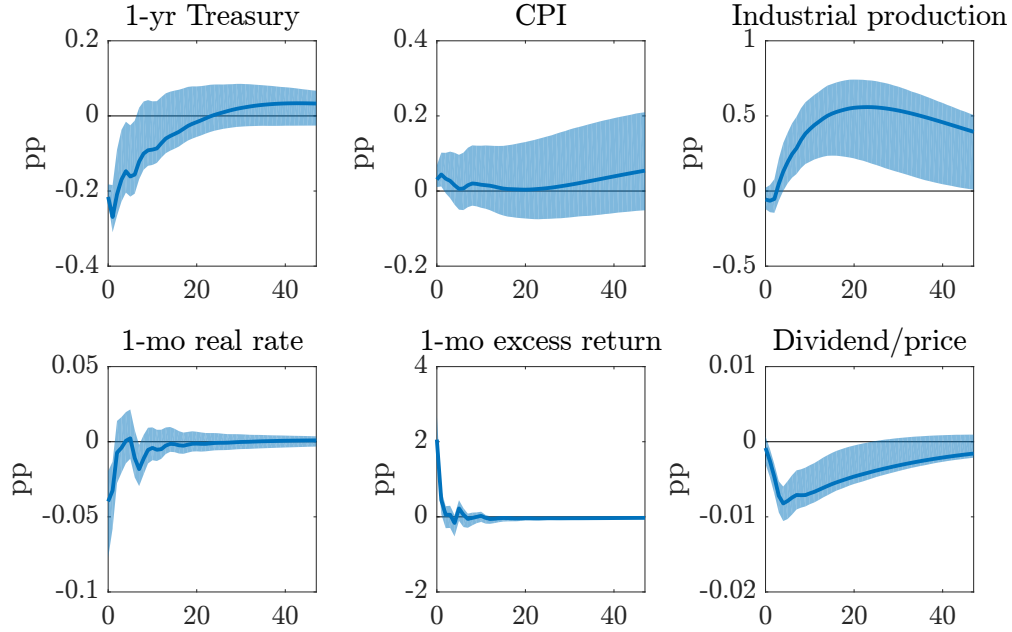 1-yr Treasury
CPI
Industrial production
0.2
0
-0.2
-0.4
pp
0 20 40
0.4
0.2
0
-0.2
pp
0 20 40
1
0.5
0
-0.5
pp
0 20 40
1-mo real rate
1-mo excess return
Dividend/price
0.05
0
-0.05
-0.1
pp
0 20 40
4
2
0
-2
pp
0 20 40
0.01
0
-0.01
-0.02
pp
0 20 40